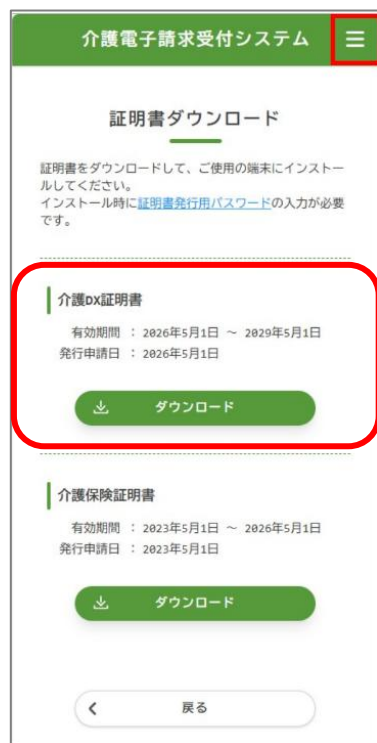 介護電子請求受付システム
証明書ダウンロード
証明書をダウンロードして、ご使用の端末にインストー
ルしてください。
インストール時に証明書発行用パスワードの入力が必要
です。
介護DX証明書
有効期間 ： 2026年5月1日 ～ 2029年5月1日
発行申請日 ： 2026年5月1日
ダウンロード
介護保険証明書
有効期間 ： 2023年5月1日 ～ 2026年5月1日
発行申請日 ： 2023年5月1日
ダウンロード
戻る